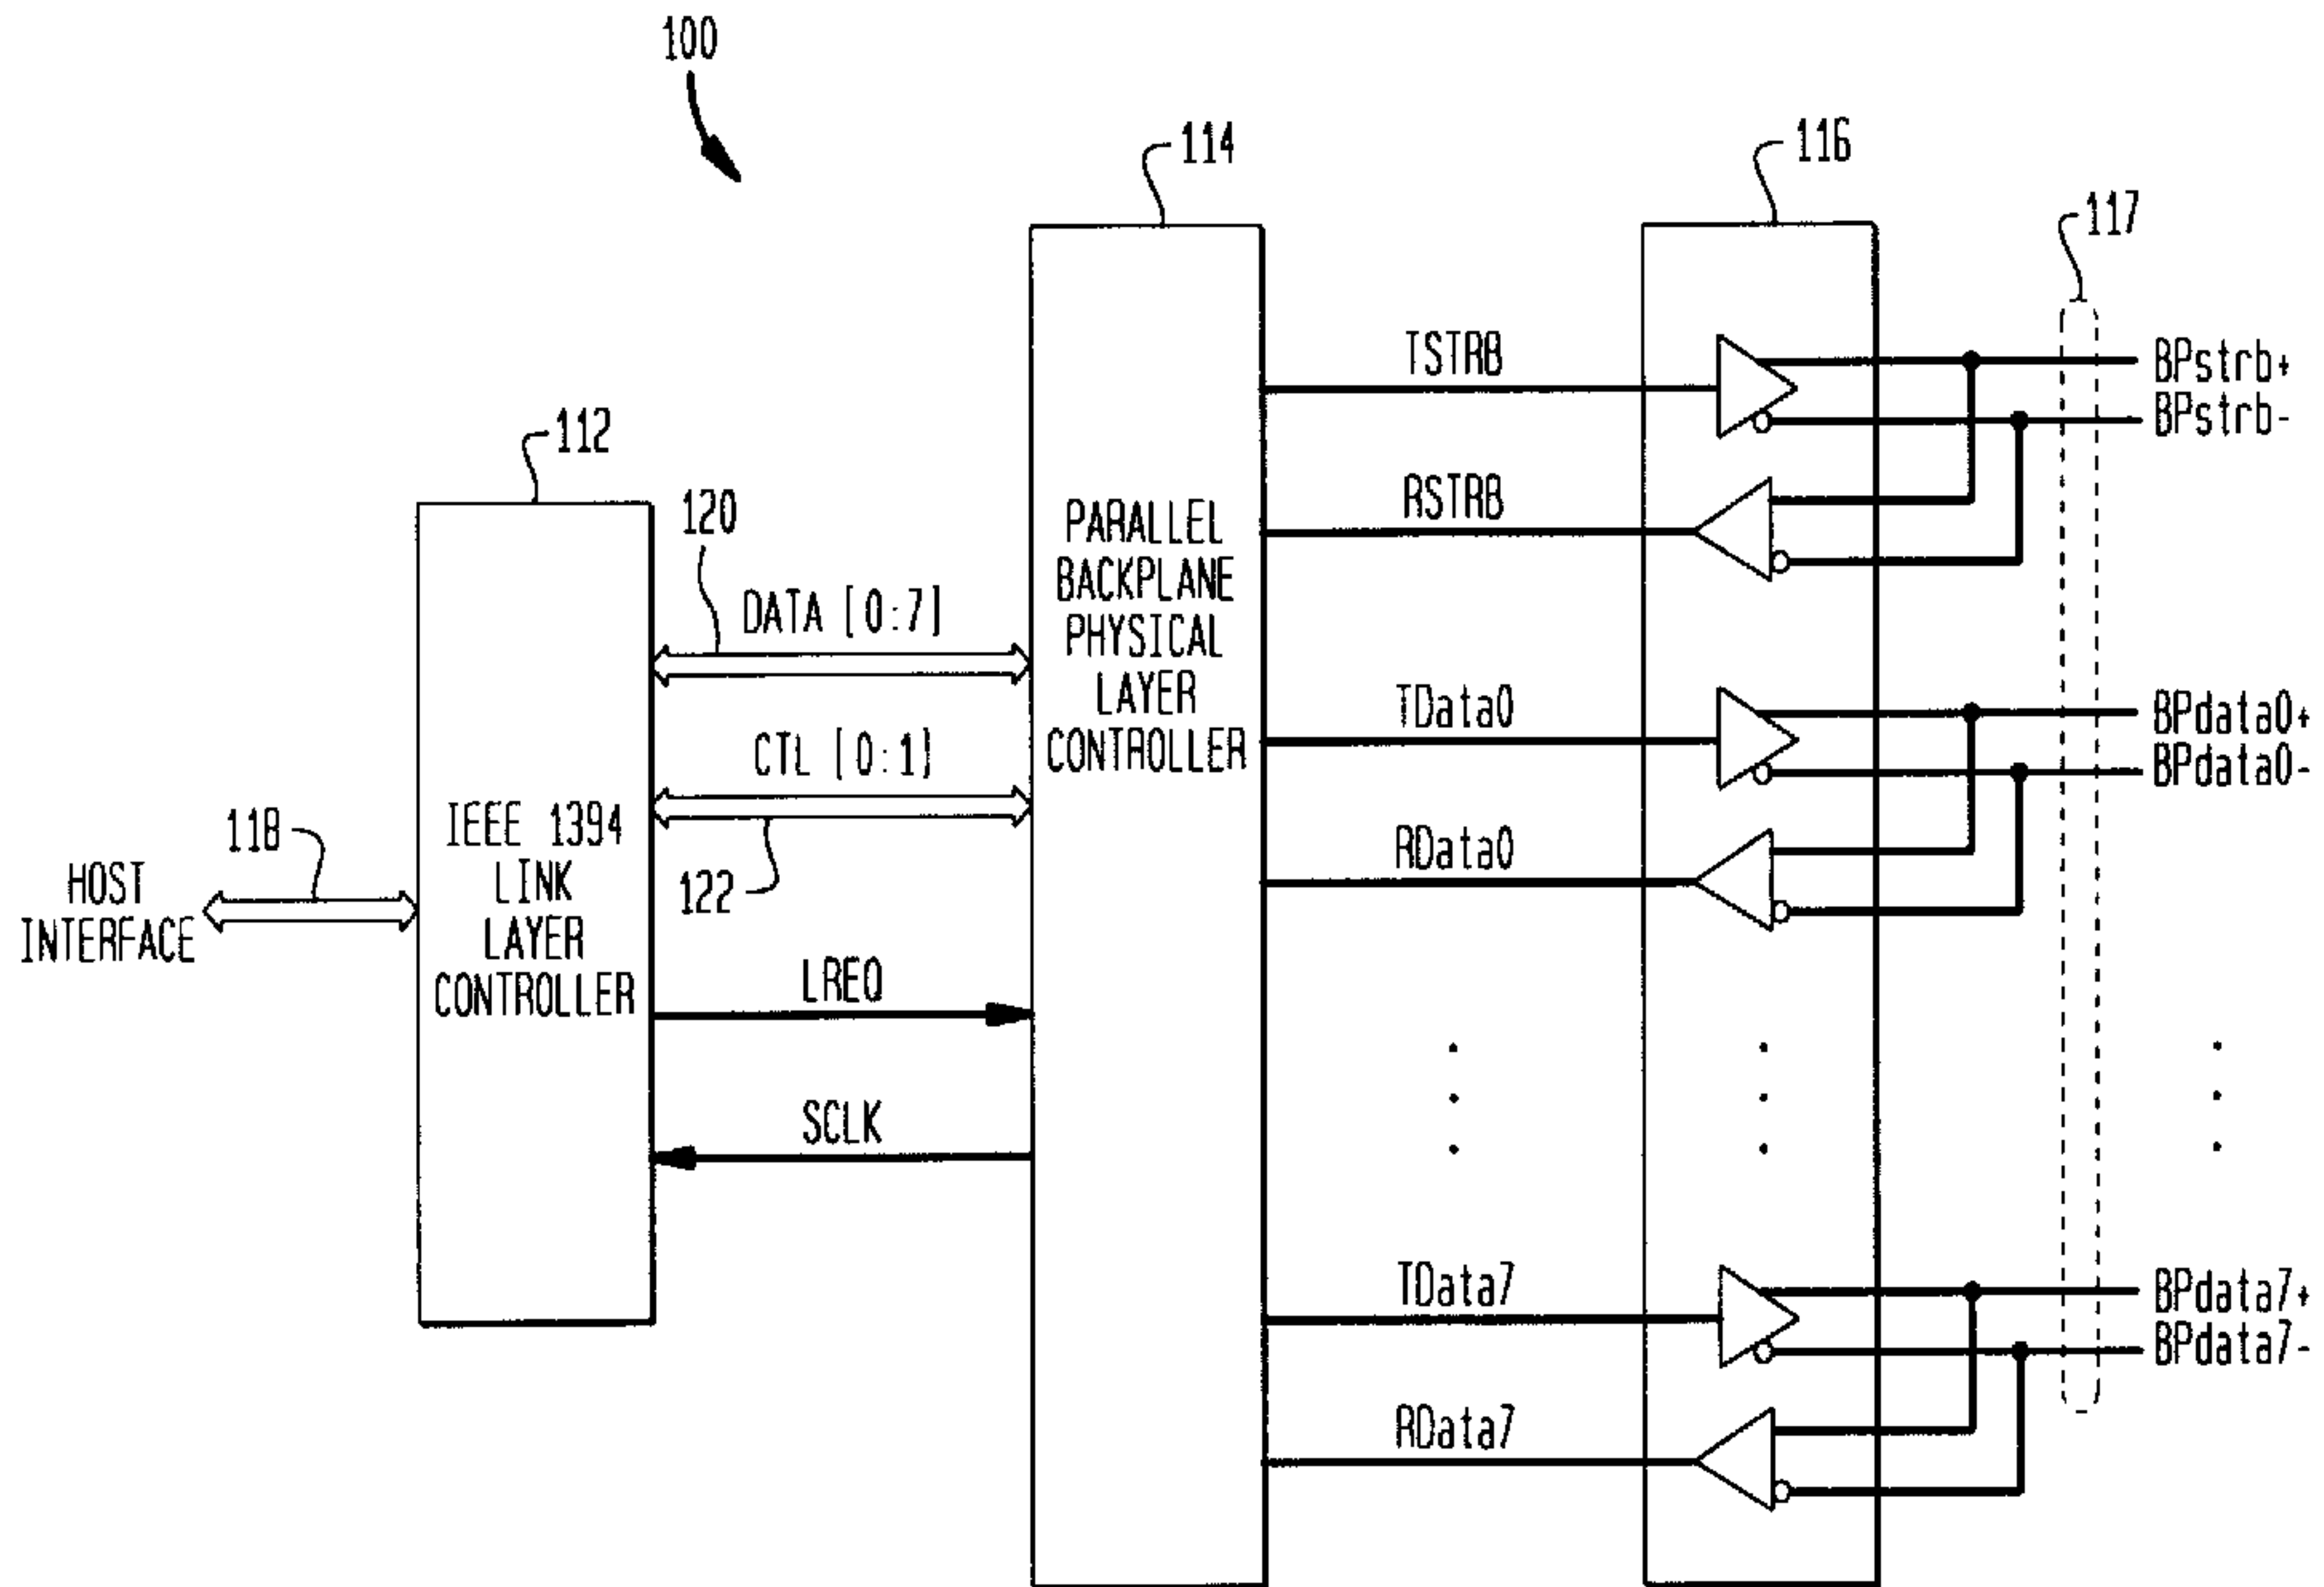 100
114
116
117
112
120
118
122
HOST
INTERFACE
IEEE 1394
LINK
LAYER
CONTROLLER
DATA [0:7]
CTL [0:1]
LREQ
SCLK
PARALLEL
BACKPLANE
PHYSICAL
LAYER
CONTROLLER
TSTRB
RSTRB
TData0
RData0
TData7
RData7
BPstrb+
BPstrb-
BPdata0+
BPdata0-
BPdata7+
BPdata7-